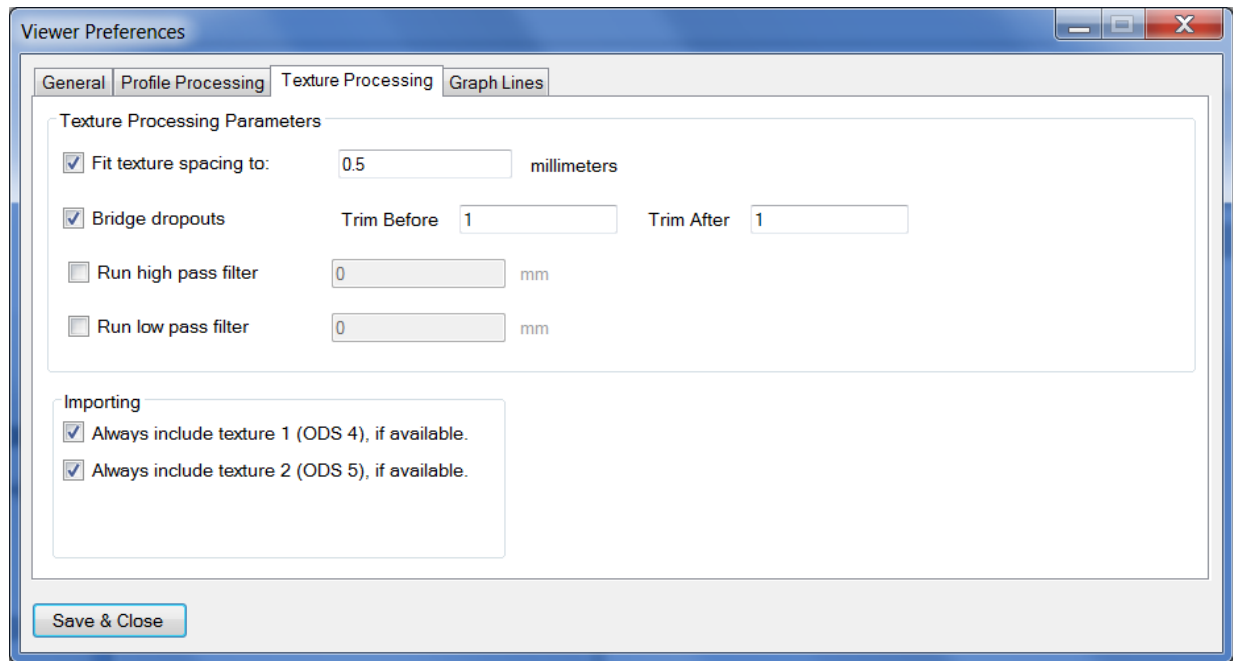 Viewer Preferences
General Profile Processing Texture Processing Graph Lines
Texture Processing Parameters
Fit texture spacing to: 0.5 millimeters
Bridge dropouts Trim Before 1 Trim After 1
Run high pass filter 0 mm
Run low pass filter 0 mm
Importing
Always include texture 1 (ODS 4), if available.
Always include texture 2 (ODS 5), if available.
Save & Close